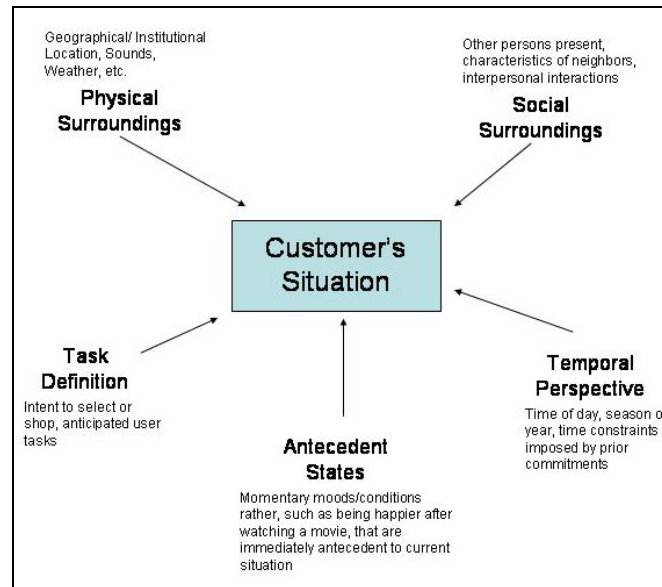 Geographical/ Institutional
Location, Sounds,
Weather, etc.
Physical
Surroundings
Other persons present,
characteristics of neighbors,
interpersonal interactions
Social
Surroundings
Customer's
Situation
Task
Definition
Intent to select or
shop, anticipated user
tasks
Antecedent
States
Momentary moods/conditions
rather, such as being happier after
watching a movie, that are
immediately antecedent to current
situation
Temporal
Perspective
Time of day, season o
year, time constraints
imposed by prior
commitments